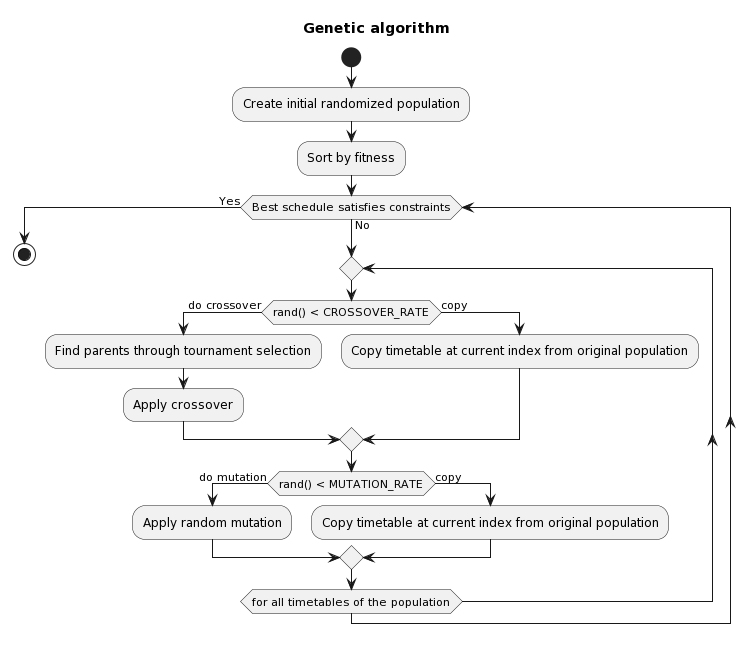 Genetic algorithm
Create initial randomized population
Sort by fitness
Yes
Best schedule satisfies constraints
No
do crossover
rand() < CROSSOVER_RATE
copy
Find parents through tournament selection
Copy timetable at current index from original population
Apply crossover
do mutation
rand() < MUTATION_RATE
copy
Apply random mutation
Copy timetable at current index from original population
for all timetables of the population